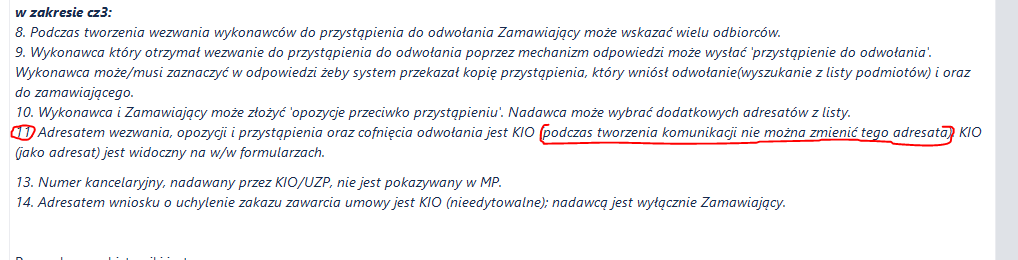 w zakresie cz3:
8. Podczas tworzenia wezwania wykonawców do przystąpienia do odwołania Zamawiający może wskazać wielu odbiorców.
9. Wykonawca który otrzymał wezwanie do przystąpienia do odwołania poprzez mechanizm odpowiedzi może wysłać 'przystąpienie do odwołania'.
Wykonawca może/musi zaznaczyć w odpowiedzi żeby system przekazał kopię przystąpienia, który wniósł odwołanie(wyszukanie z listy podmiotów) i oraz
do zamawiającego.
10. Wykonawca i Zamawiający może złożyć 'opozycje przeciwko przystąpieniu'. Nadawca może wybrać dodatkowych adresatów z listy.
11. Adresatem wezwania, opozycji i przystąpienia oraz cofnięcia odwołania jest KIO (podczas tworzenia komunikacji nie można zmienić tego adresata) KIO
(jako adresat) jest widoczny na w/w formularzach.
13. Numer kancelaryjny, nadawany przez KIO/UZP, nie jest pokazywany w MP.
14. Adresatem wniosku o uchylenie zakazu zawarcia umowy jest KIO (nieedytowalne); nadawcą jest wyłącznie Zamawiający.